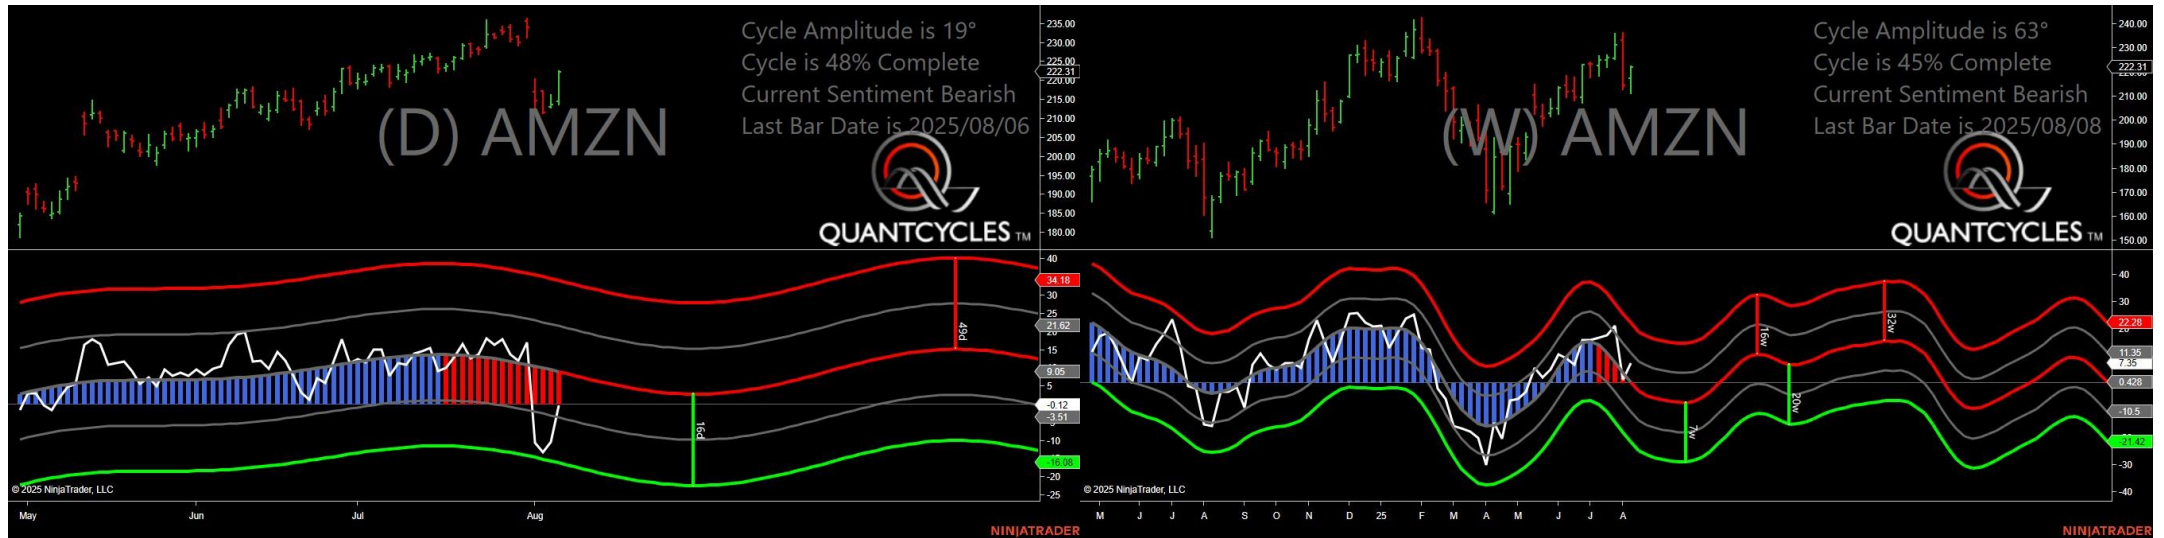 Cycle Amplitude is 19°
Cycle is 48% Complete
Current Sentiment Bearish
Last Bar Date is 2025/08/06
(D) AMZN
QUANTCYCLES TM
235.00
230.00
225.00
222.31
220.00
215.00
210.00
205.00
200.00
195.00
190.00
185.00
180.00
40
34.18
30
25
21.62
15
9.05
5
-0.12
-3.51
-10
-16.08
-20
-25
49d
16d
© 2025 NinjaTrader, LLC
May Jun Jul Aug
NINJATRADER
Cycle Amplitude is 63°
Cycle is 45% Complete
Current Sentiment Bearish
Last Bar Date is 2025/08/08
(W) AMZN
QUANTCYCLES TM
240.00
230.00
222.31
210.00
200.00
190.00
180.00
170.00
160.00
150.00
40
30
22.28
11.35
7.35
0.428
-10.5
-21.42
-30
-40
16w
32w
7w
20w
© 2025 NinjaTrader, LLC
M J J A S O N D 25 F M A M J J A
NINJATRADER